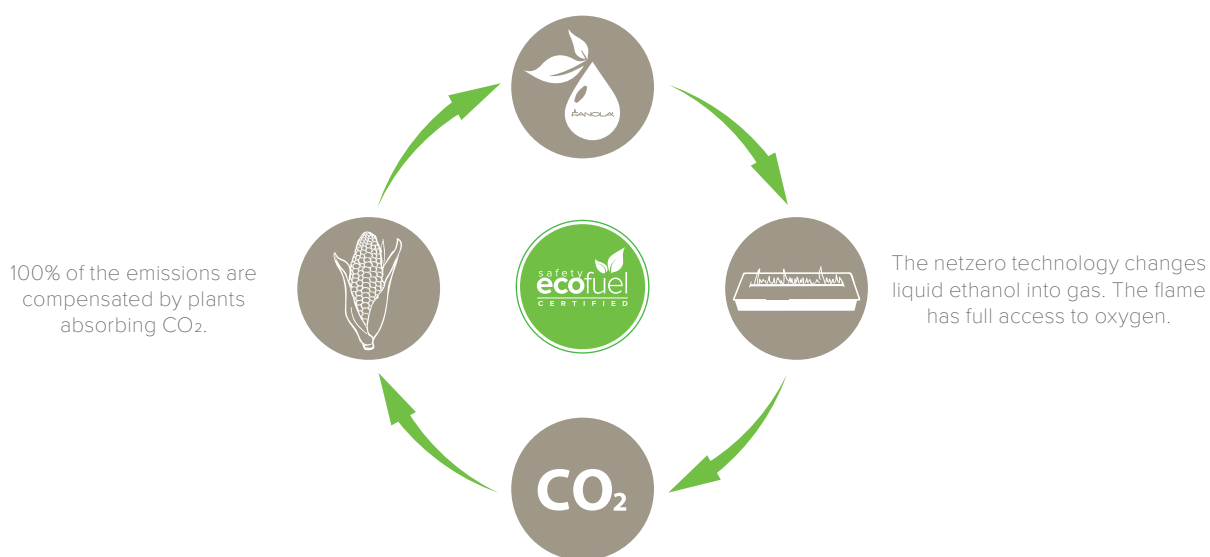 FANOLA
100% of the emissions are
compensated by plants
absorbing CO₂.
safety
ecofuel
CERTIFIED
The netzero technology changes
liquid ethanol into gas. The flame
has full access to oxygen.
CO₂